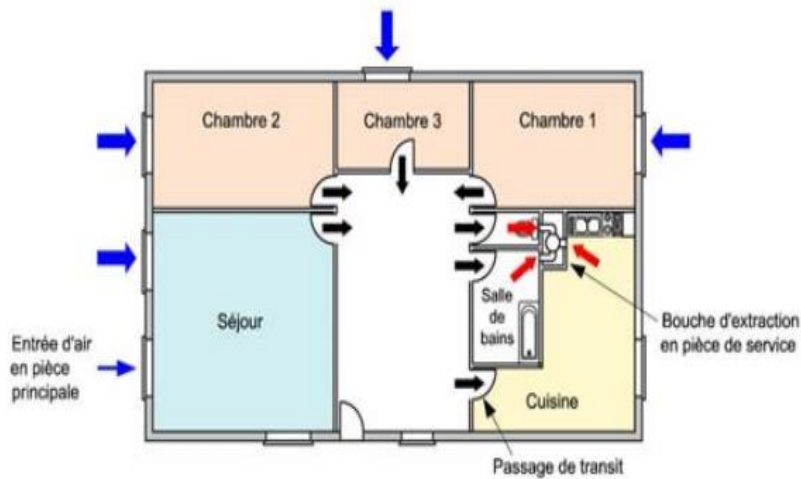 Chambre 2
Chambre 3
Chambre 1
Séjour
Salle
de
bains
Bouche d'extraction
en pièce de service
Entrée d'air
en pièce
principale
Cuisine
Passage de transit